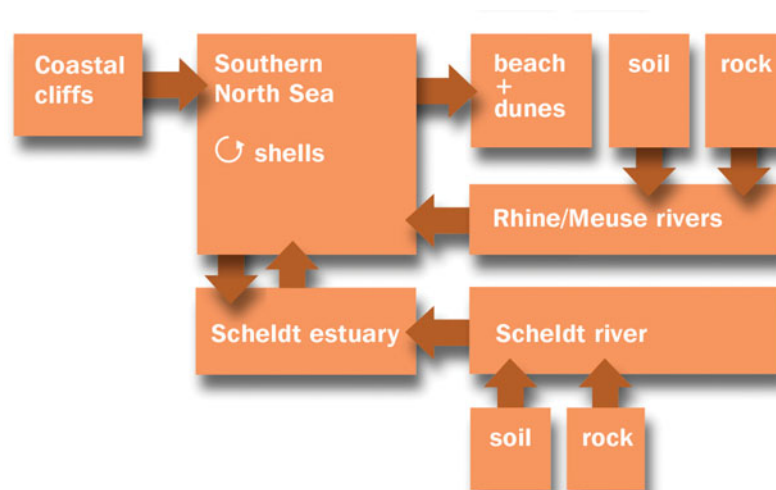 Coastal
cliffs
Southern
North Sea
shells
beach
+
dunes
soil
rock
Rhine/Meuse rivers
Scheldt estuary
Scheldt river
soil
rock